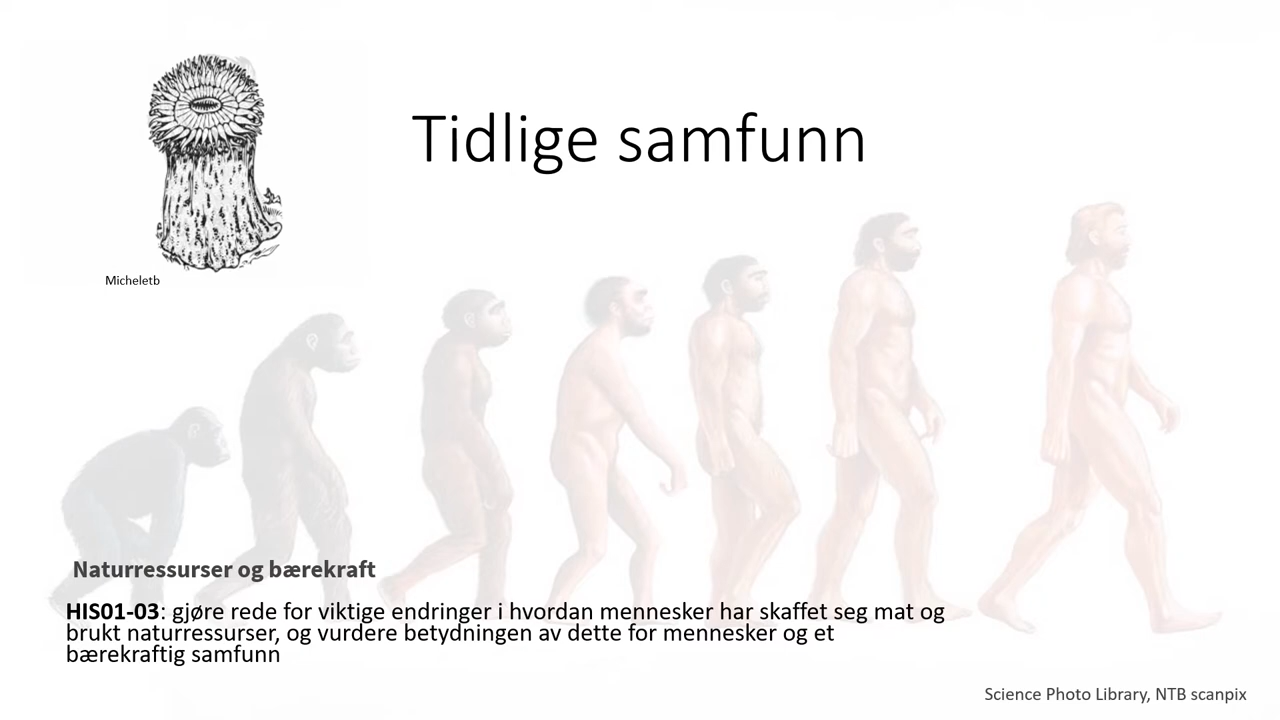 Tidlige samfunn
Micheletb
Naturressurser og bærekraft
HIS01-03: gjøre rede for viktige endringer i hvordan mennesker har skaffet seg mat og
brukt naturressurser, og vurdere betydningen av dette for mennesker og et
bærekraftig samfunn
Science Photo Library, NTB scanpix